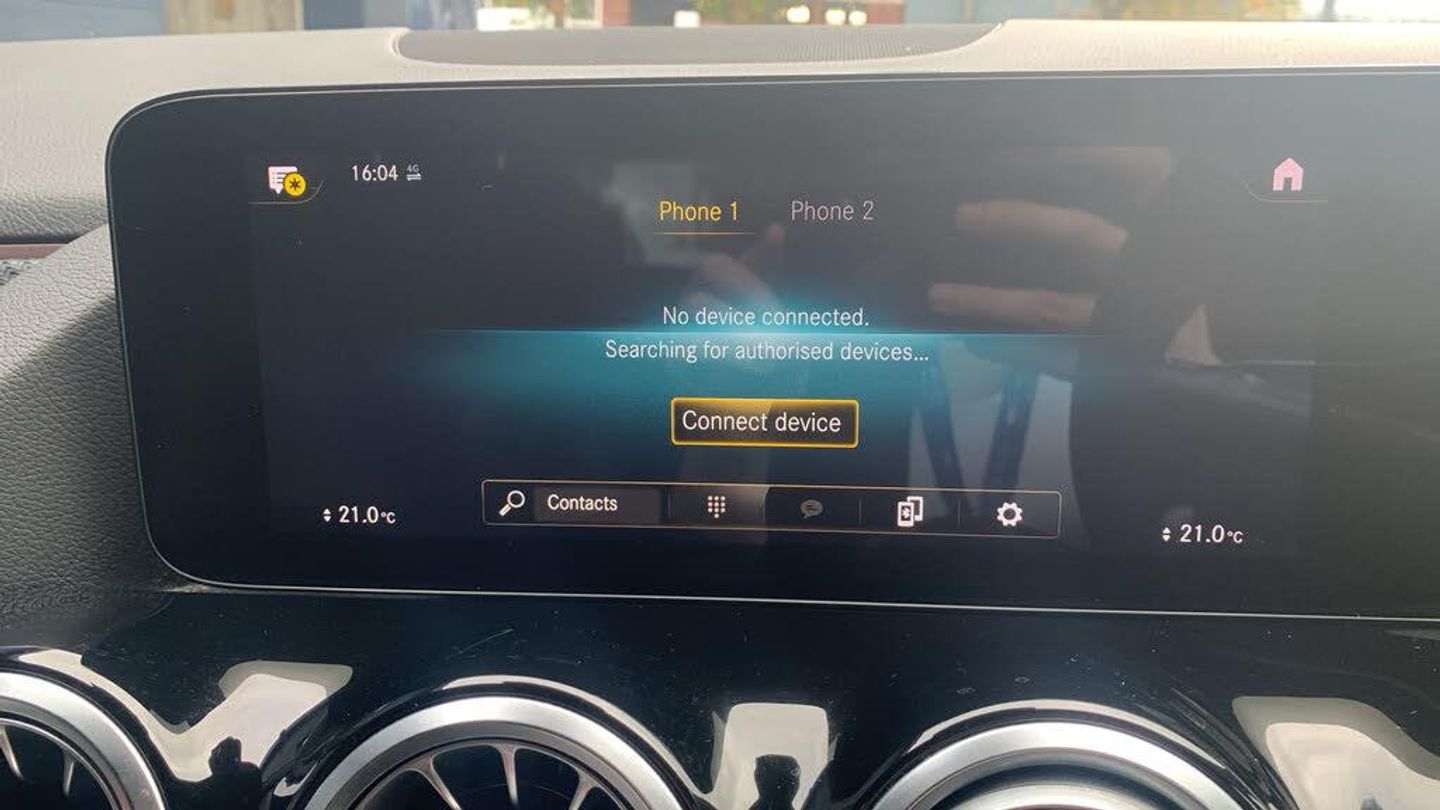 16:04 4G
Phone 1 Phone 2
No device connected.
Searching for authorised devices...
Connect device
Contacts
21.0°C
21.0°C